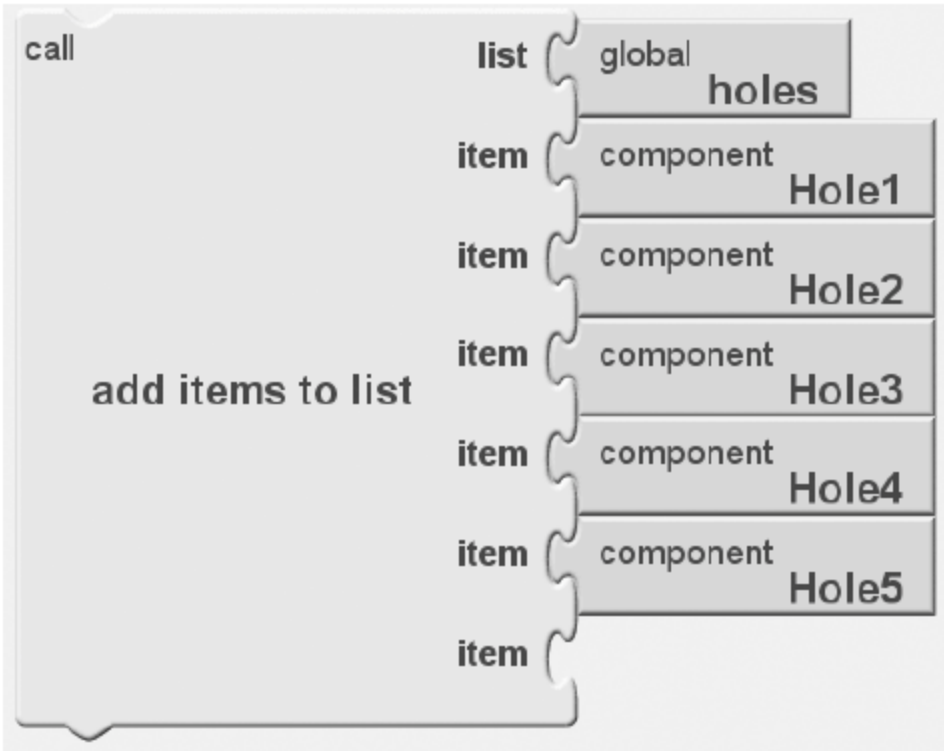 call
list global
holes
item component
Hole1
item component
Hole2
item component
add items to list
Hole3
item component
Hole4
item component
Hole5
item